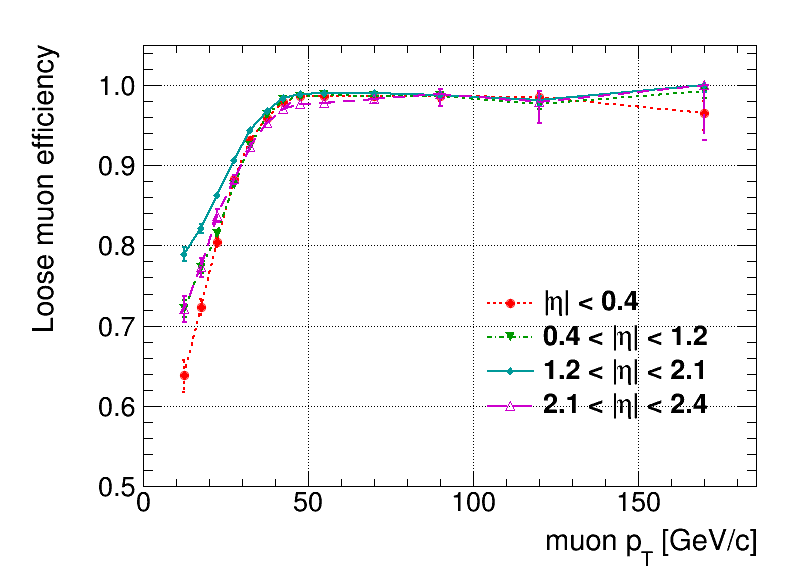 Loose muon efficiency
1.0
0.9
0.8
0.7
0.6
0.5
0
50
100
150
|η| < 0.4
0.4 < |η| < 1.2
1.2 < |η| < 2.1
2.1 < |η| < 2.4
muon p_T [GeV/c]